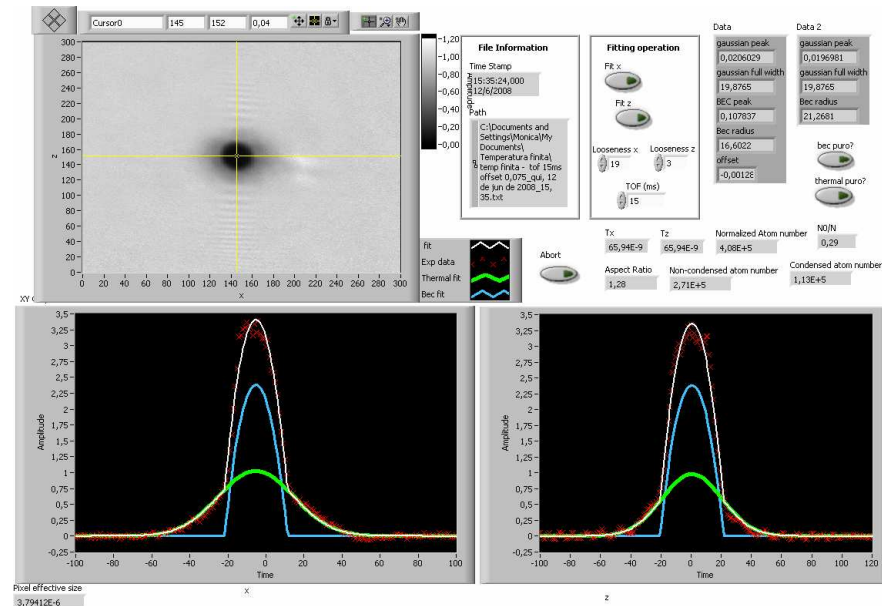 Cursor0 145 152 0,04
300
280
260
240
220
200
180
160
140
120
100
80
60
40
20
0
z
0 20 40 60 80 100 120 140 160 180 200 220 240 260 280 300
x
-1,20
-1,00
-0,80
-0,60
-0,40
-0,20
-0,00
Amplitude
File Information
Time Stamp
15:35:24,000
12/6/2008
Path
C:\Documents and
Settings\Monica\My
Documents\
Temperatura finita\
temp finita - tof 15ms
offset 0,075_qui, 12
de jun de 2008_15,
35.txt
Fitting operation
Fit x
Fit z
Looseness x Looseness z
19 3
TOF (ms)
15
Data
gaussian peak
0,0206029
gaussian full width
19,8765
BEC peak
0,107837
Bec radius
16,6022
offset
-0,00128
Data 2
gaussian peak
0,0196981
gaussian full width
19,8765
Bec radius
21,2681
bec puro?
thermal puro?
fit
Exp data
Thermal fit
Bec fit
Abort
Tx Tz Normalized Atom number N0/N
65,94E-9 65,94E-9 4,08E+5 0,29
Aspect Ratio Non-condensed atom number Condensed atom number
1,28 2,71E+5 1,13E+5
XY
3,5
3,25
3
2,75
2,5
2,25
2
1,75
1,5
1,25
1
0,75
0,5
0,25
0
-0,25
Amplitude
-100 -80 -60 -40 -20 0 20 40 60 80 100
Time
x
3,5
3,25
3
2,75
2,5
2,25
2
1,75
1,5
1,25
1
0,75
0,5
0,25
0
-0,25
Amplitude
-100 -80 -60 -40 -20 0 20 40 60 80 100 120
Time
z
Pixel effective size
3,79412E-6